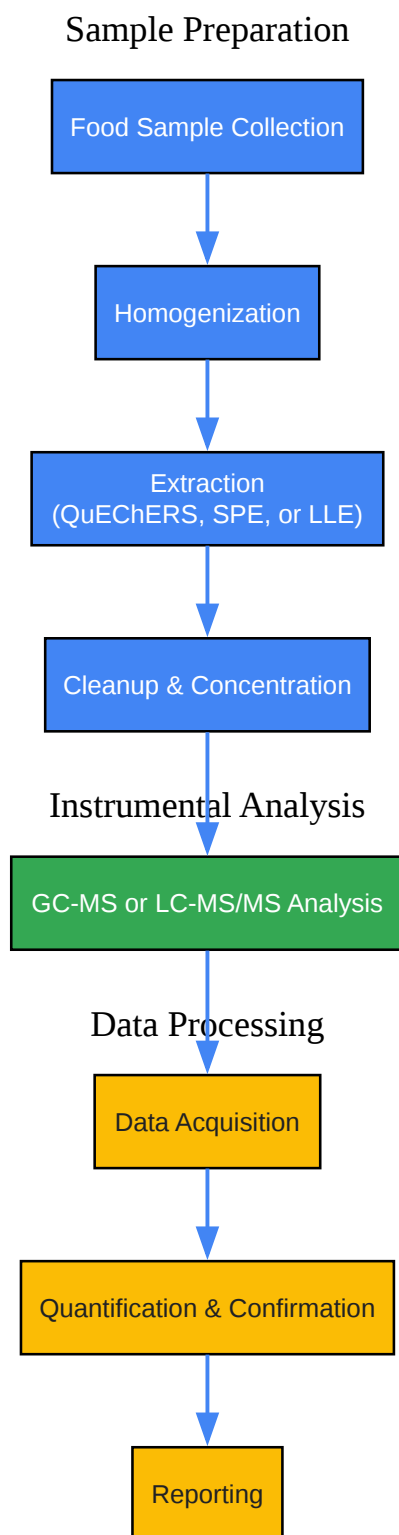 Sample Preparation
Food Sample Collection
Homogenization
Extraction
(QuEChERS, SPE, or LLE)
Cleanup & Concentration
Instrumental Analysis
GC-MS or LC-MS/MS Analysis
Data Processing
Data Acquisition
Quantification & Confirmation
Reporting